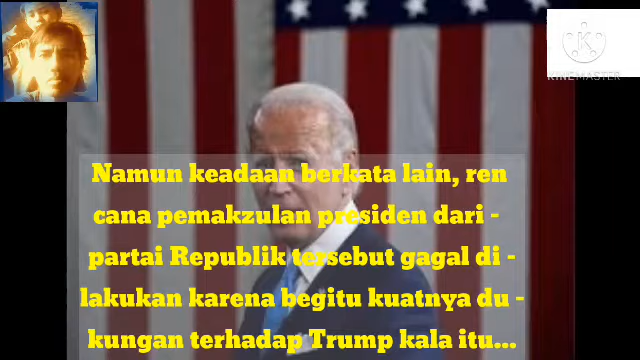 K
KINEMASTER
Namun keadaan berkata lain, ren
cana pemakzulan presiden dari -
partai Republik tersebut gagal di -
lakukan karena begitu kuatnya du -
kungan terhadap Trump kala itu...